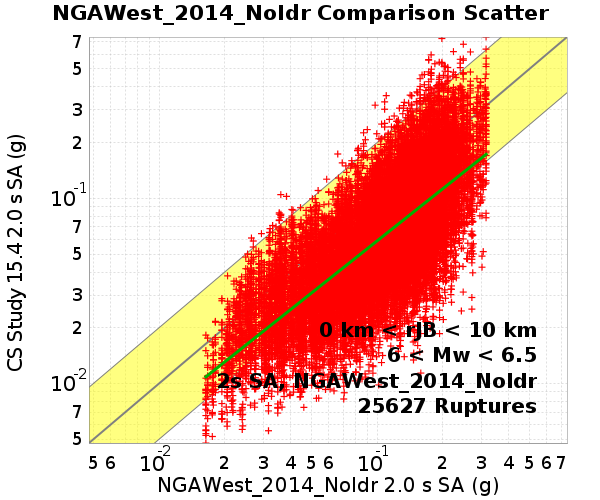 NGAWest_2014_NoIdr Comparison Scatter
7
5
3
2
10-1
7
5
3
2
10-2
7
5
CS Study 15.4 2.0 s SA (g)
0 km < rJB < 10 km
6 < Mw < 6.5
2s SA, NGAWest_2014_NoIdr
25627 Ruptures
5 6 10-2 2 3 4 5 6 10-1 2 3 4 5 6 7
NGAWest_2014_NoIdr 2.0 s SA (g)